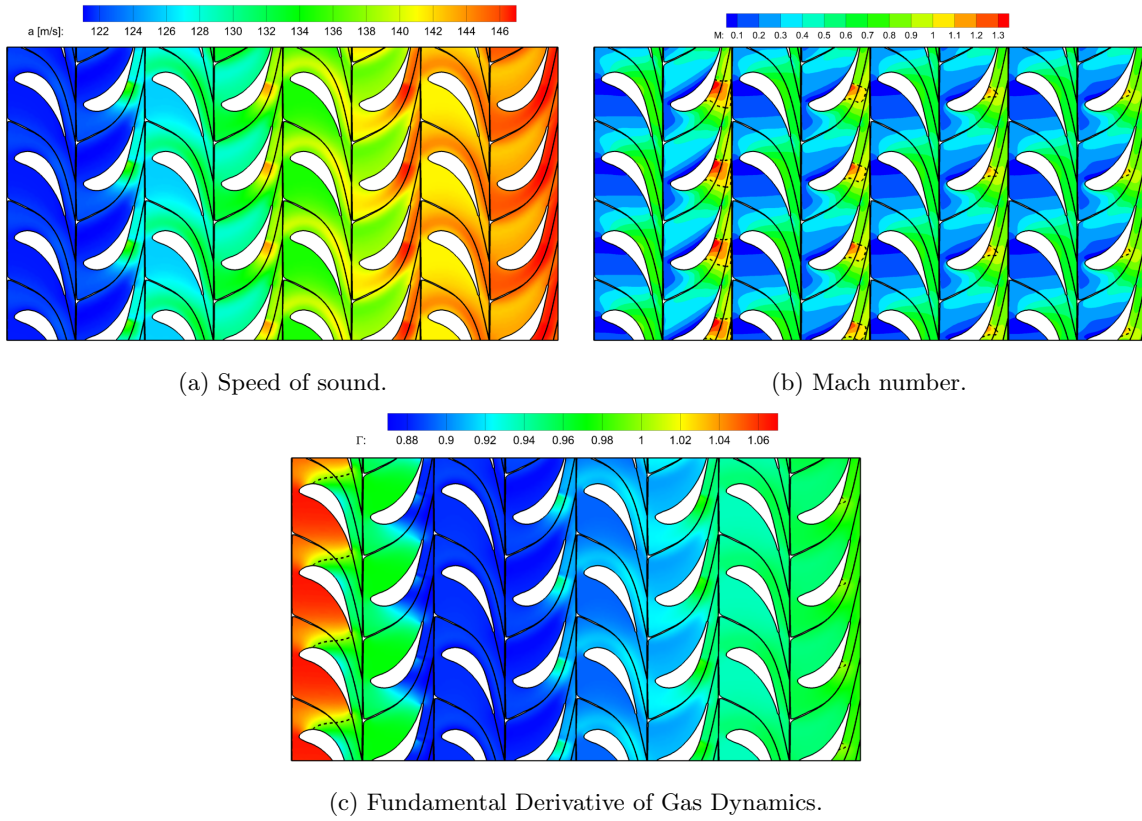 a [m/s]: 122 124 126 128 130 132 134 136 138 140 142 144 146
M: 0.1 0.2 0.3 0.4 0.5 0.6 0.7 0.8 0.9 1 1.1 1.2 1.3
(a) Speed of sound.
(b) Mach number.
Γ: 0.88 0.9 0.92 0.94 0.96 0.98 1 1.02 1.04 1.06
(c) Fundamental Derivative of Gas Dynamics.